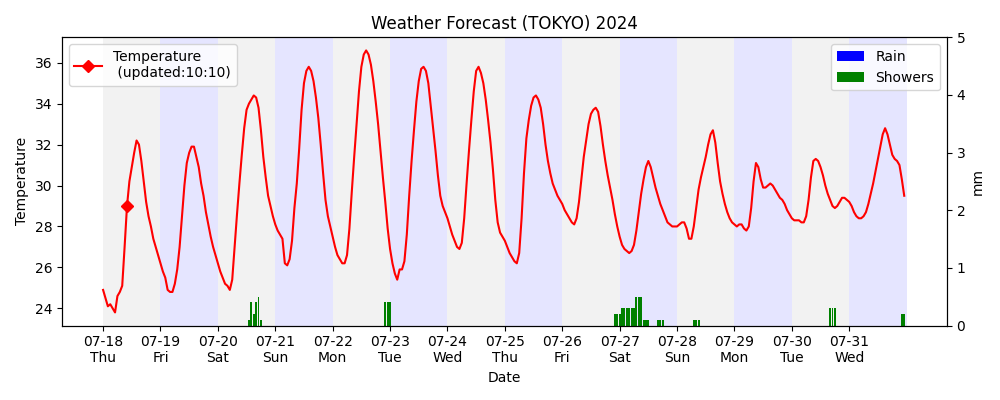 Weather Forecast (TOKYO) 2024
Temperature
(updated:10:10)
Rain
Showers
Temperature
36
34
32
30
28
26
24
5
4
3
2
1
0
mm
07-18 07-19 07-20 07-21 07-22 07-23 07-24 07-25 07-26 07-27 07-28 07-29 07-30 07-31
Thu Fri Sat Sun Mon Tue Wed Thu Fri Sat Sun Mon Tue Wed
Date